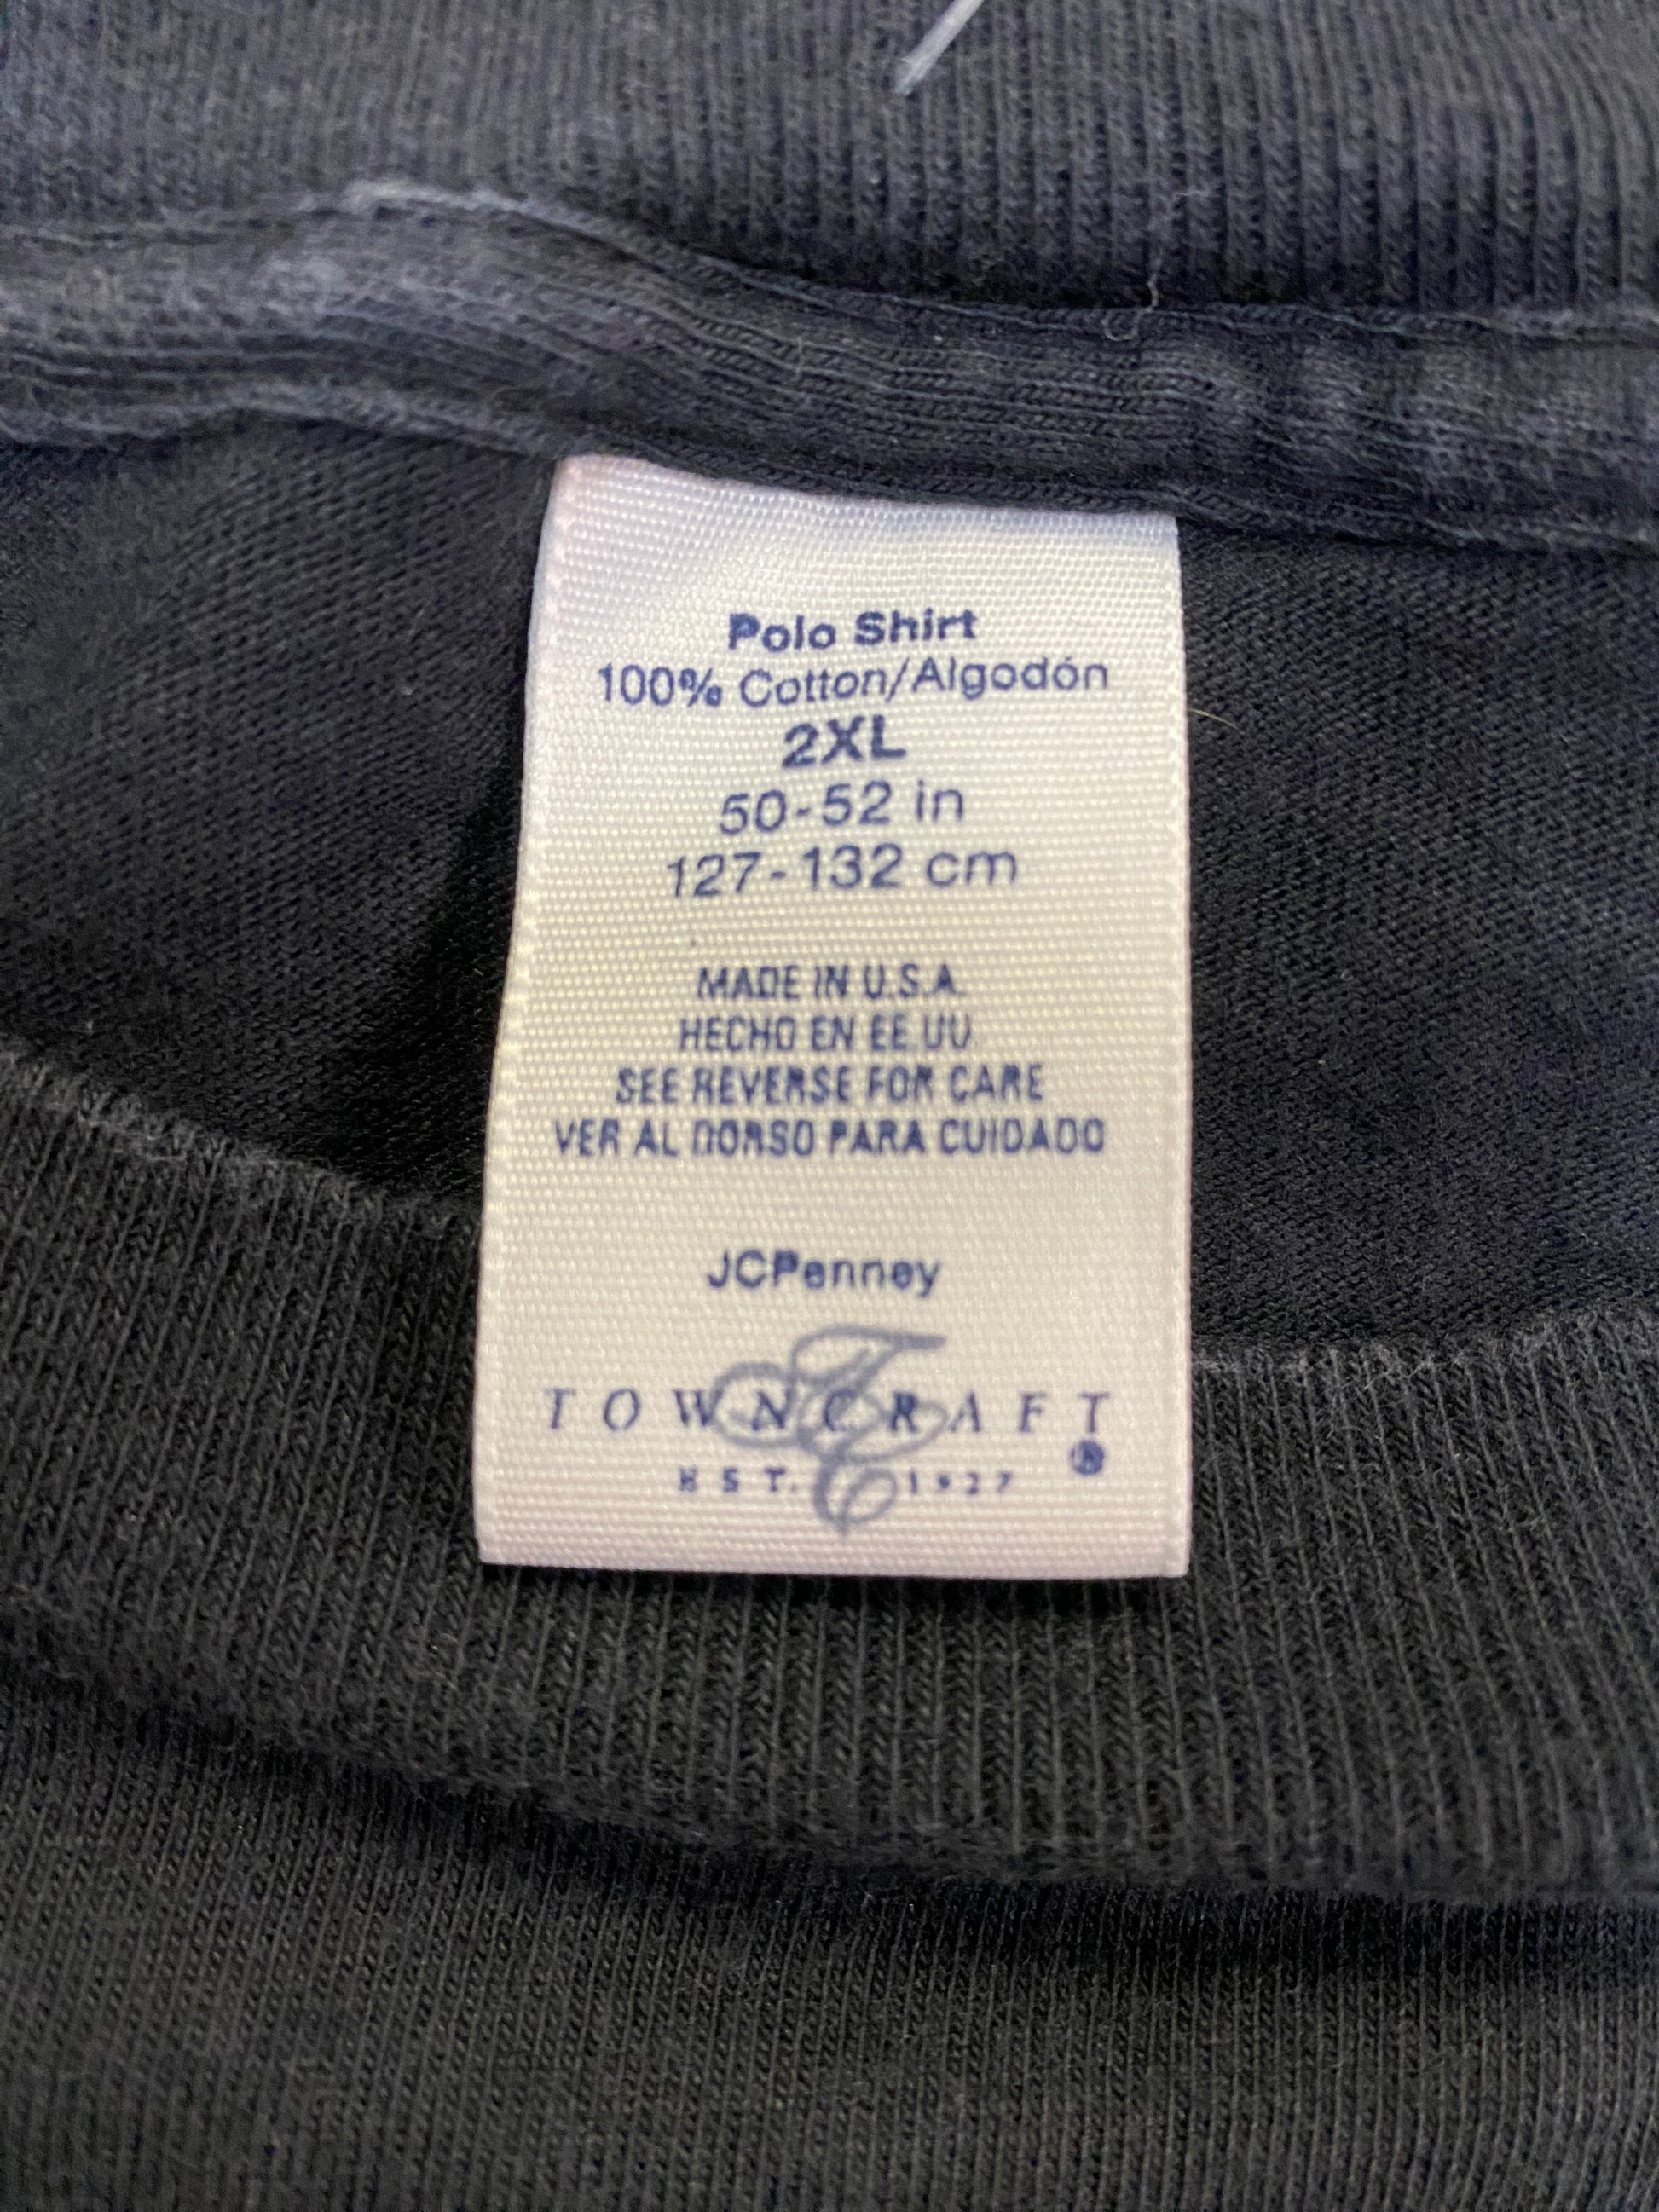 Polo Shirt
100% Cotton/Algodón
2XL
50-52 in
127-132 cm
MADE IN U.S.A.
HECHO EN EE.UU.
SEE REVERSE FOR CARE
VER AL DORSO PARA CUIDADO
JCPenney
TOWNCRAFT®
EST. 1927